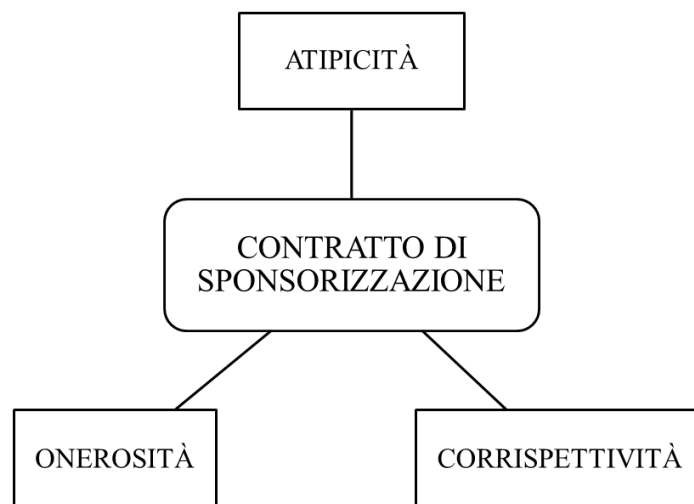 ATIPICITÀ
CONTRATTO DI
SPONSORIZZAZIONE
ONEROSITÀ
CORRISPETTIVITÀ